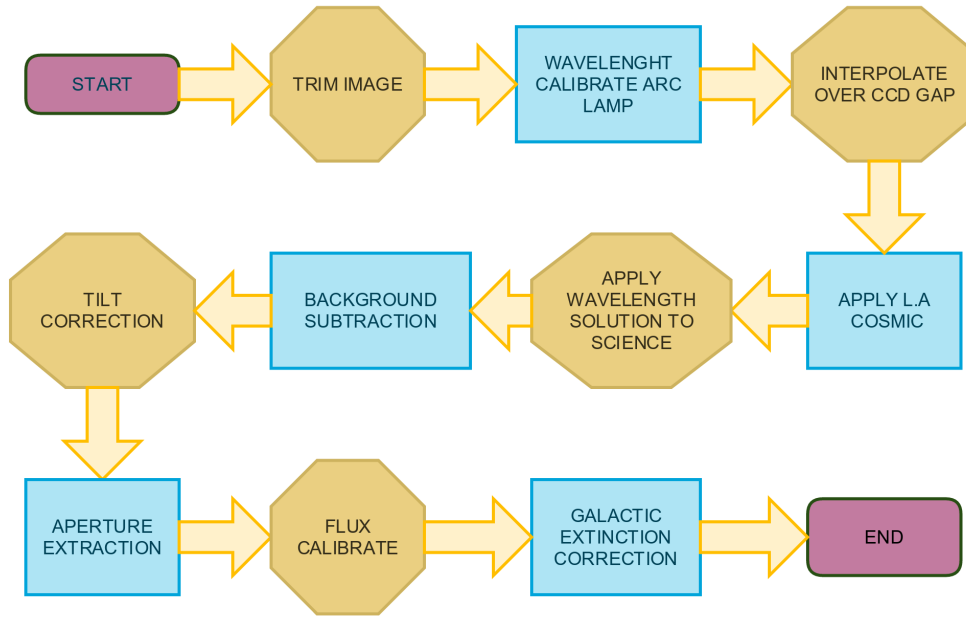 START
TRIM IMAGE
WAVELENGHT
CALIBRATE ARC
LAMP
INTERPOLATE
OVER CCD GAP
APPLY L.A
COSMIC
APPLY
WAVELENGTH
SOLUTION TO
SCIENCE
BACKGROUND
SUBTRACTION
TILT
CORRECTION
APERTURE
EXTRACTION
FLUX
CALIBRATE
GALACTIC
EXTINCTION
CORRECTION
END